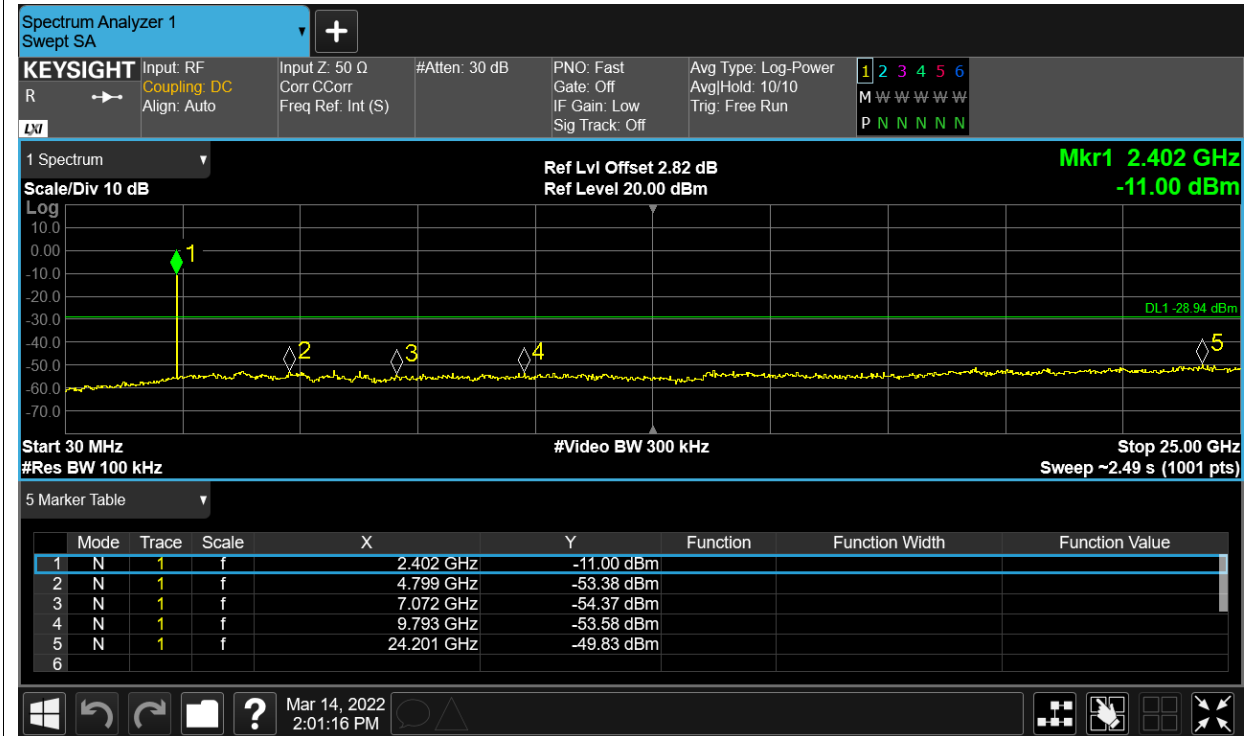 Spectrum Analyzer 1
Swept SA
+
KEYSIGHT
R
LXI
Input: RF
Coupling: DC
Align: Auto
Input Z: 50 Ω
Corr CCorr
Freq Ref: Int (S)
#Atten: 30 dB
PNO: Fast
Gate: Off
IF Gain: Low
Sig Track: Off
Avg Type: Log-Power
Avg|Hold: 10/10
Trig: Free Run
1 2 3 4 5 6
M W W W W W
P N N N N N
1 Spectrum
Scale/Div 10 dB
Ref Lvl Offset 2.82 dB
Ref Level 20.00 dBm
Mkr1 2.402 GHz
-11.00 dBm
Log
10.0
0.00
-10.0
-20.0
-30.0
-40.0
-50.0
-60.0
-70.0
1
2
3
4
5
DL1 -28.94 dBm
Start 30 MHz
#Res BW 100 kHz
#Video BW 300 kHz
Stop 25.00 GHz
Sweep ~2.49 s (1001 pts)
5 Marker Table
Mode Trace Scale X Y Function Function Width Function Value
1 N 1 f 2.402 GHz -11.00 dBm
2 N 1 f 4.799 GHz -53.38 dBm
3 N 1 f 7.072 GHz -54.37 dBm
4 N 1 f 9.793 GHz -53.58 dBm
5 N 1 f 24.201 GHz -49.83 dBm
6
?
Mar 14, 2022
2:01:16 PM